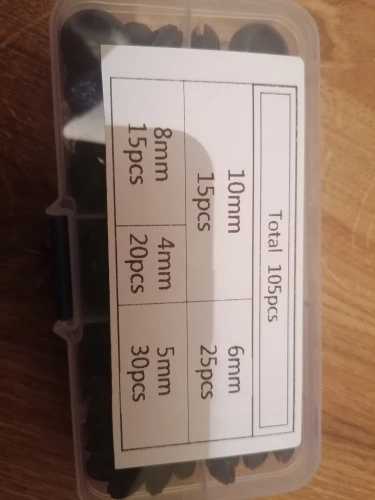 Total 105pcs
10mm
15pcs
6mm
25pcs
8mm
15pcs
4mm
20pcs
5mm
30pcs